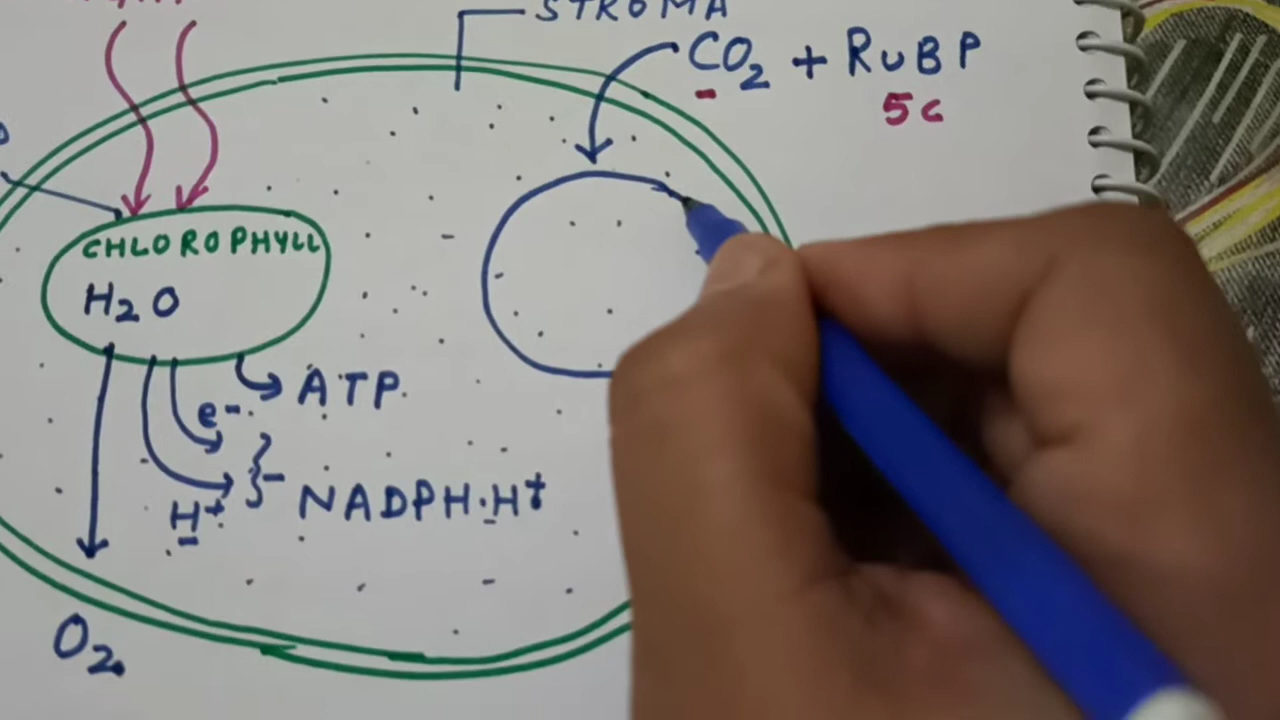 STROMA
CO₂ + RuBP
5C
CHLOROPHYLL
H₂O
ATP
e⁻
NADPH·H⁺
H⁺
O₂